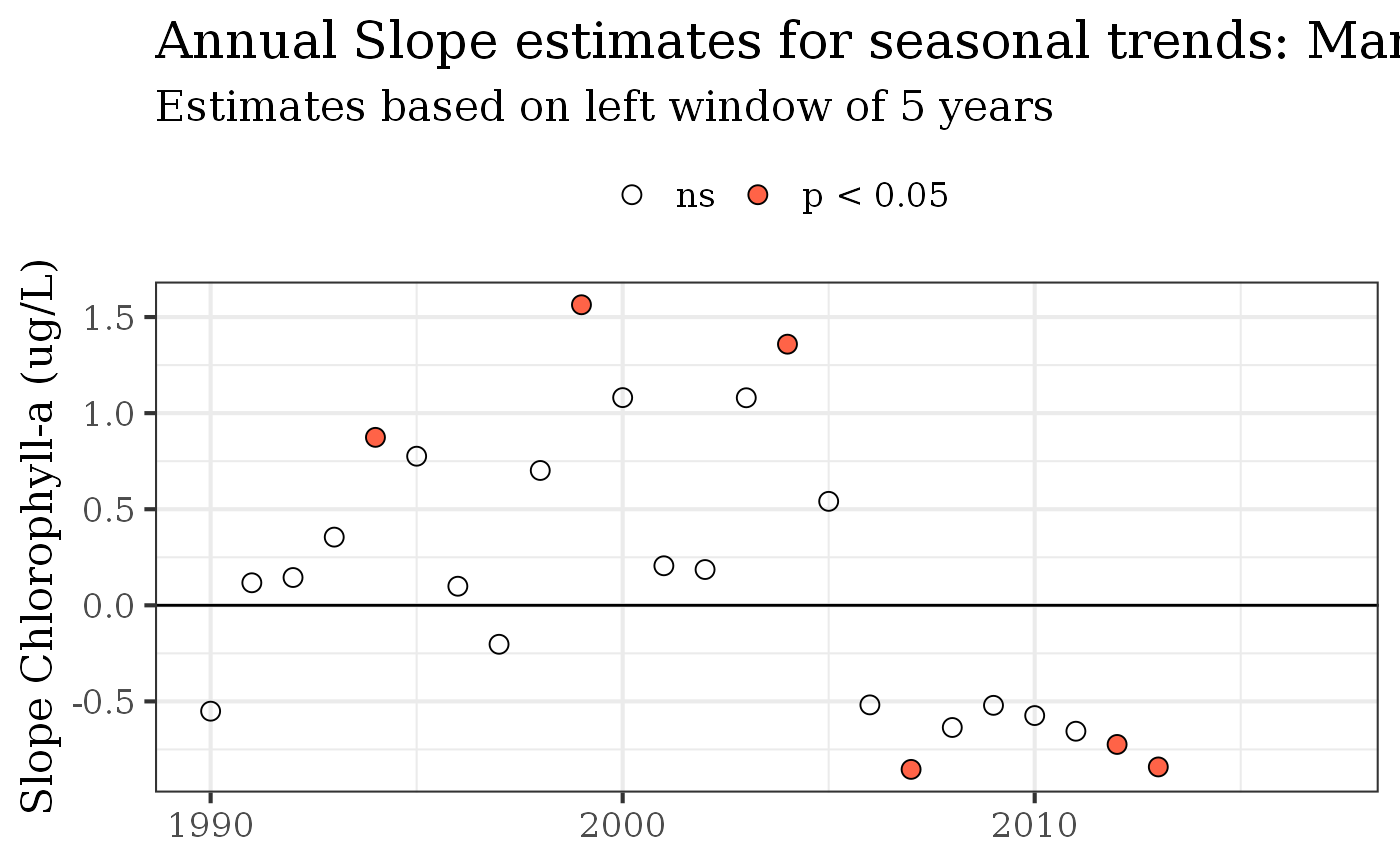 Annual Slope estimates for seasonal trends: Mar
Estimates based on left window of 5 years
ns p < 0.05
Slope Chlorophyll-a (ug/L)
1.5
1.0
0.5
0.0
-0.5
1990 2000 2010